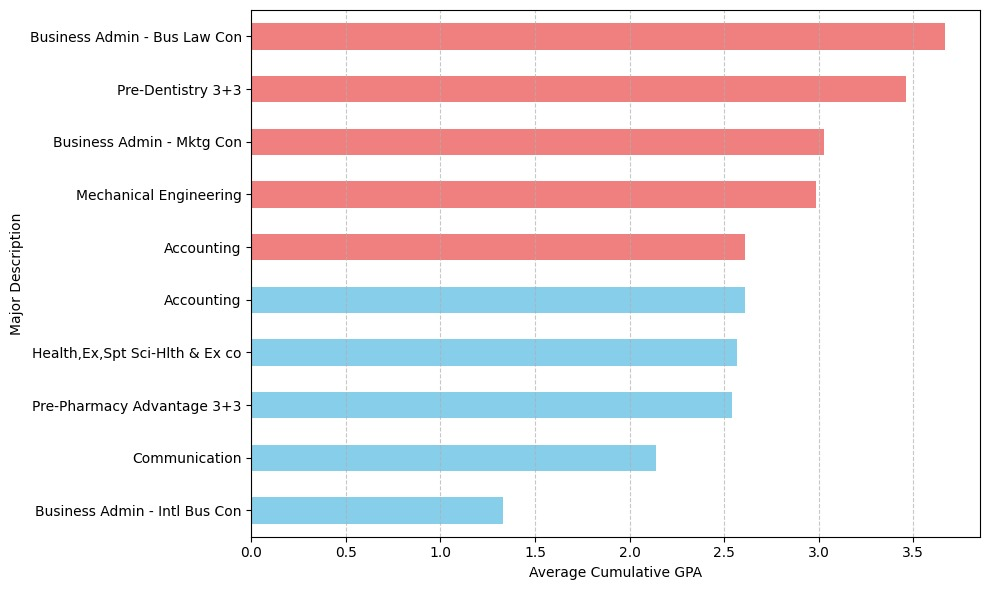 Business Admin - Bus Law Con
Pre-Dentistry 3+3
Business Admin - Mktg Con
Mechanical Engineering
Accounting
Accounting
Health,Ex,Spt Sci-Hlth & Ex co
Pre-Pharmacy Advantage 3+3
Communication
Business Admin - Intl Bus Con
Major Description
0.0 0.5 1.0 1.5 2.0 2.5 3.0 3.5
Average Cumulative GPA